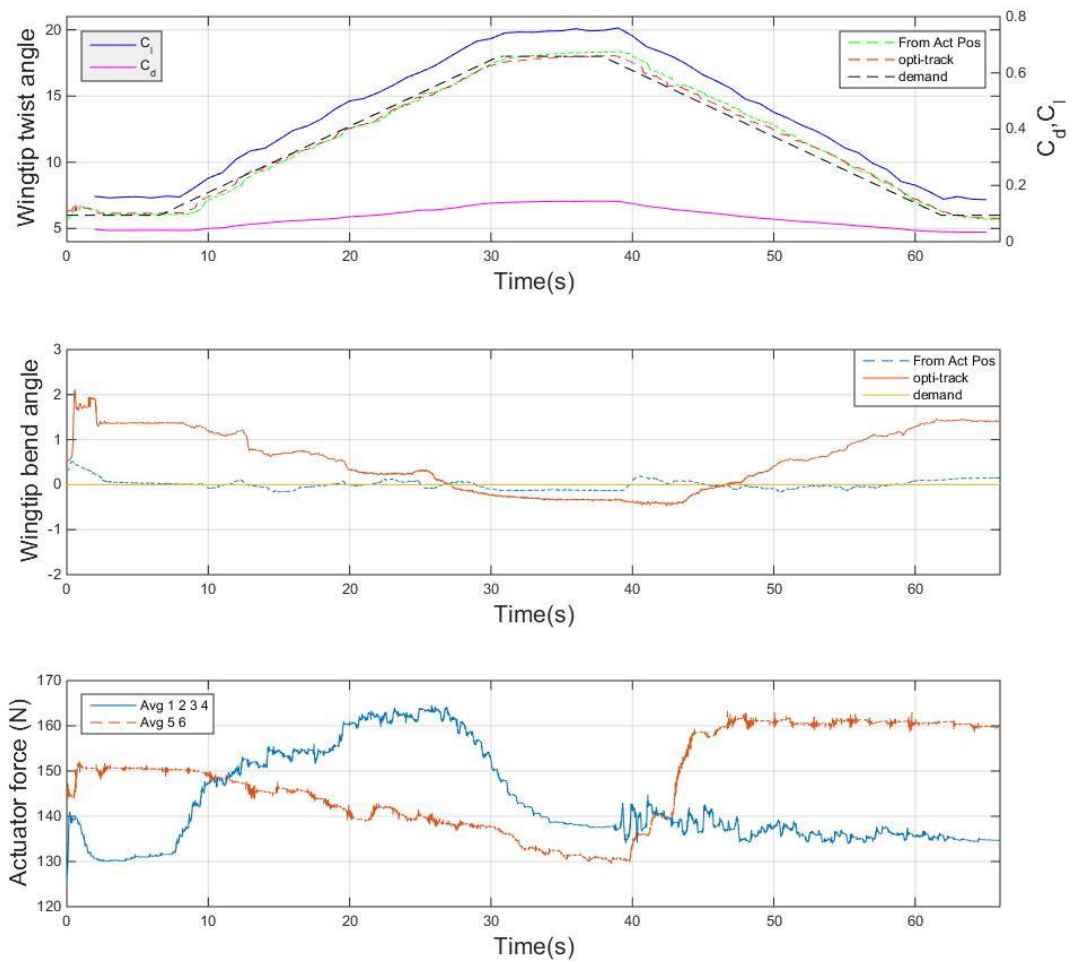 20
15
10
5
Wingtip twist angle
C_l
C_d
From Act Pos
opti-track
demand
0.8
0.6
0.4
0.2
0
C_d,C_l
0 10 20 30 40 50 60
Time(s)
3
2
1
0
-1
-2
Wingtip bend angle
From Act Pos
opti-track
demand
0 10 20 30 40 50 60
Time(s)
170
160
150
140
130
120
Actuator force (N)
Avg 1 2 3 4
Avg 5 6
0 10 20 30 40 50 60
Time(s)